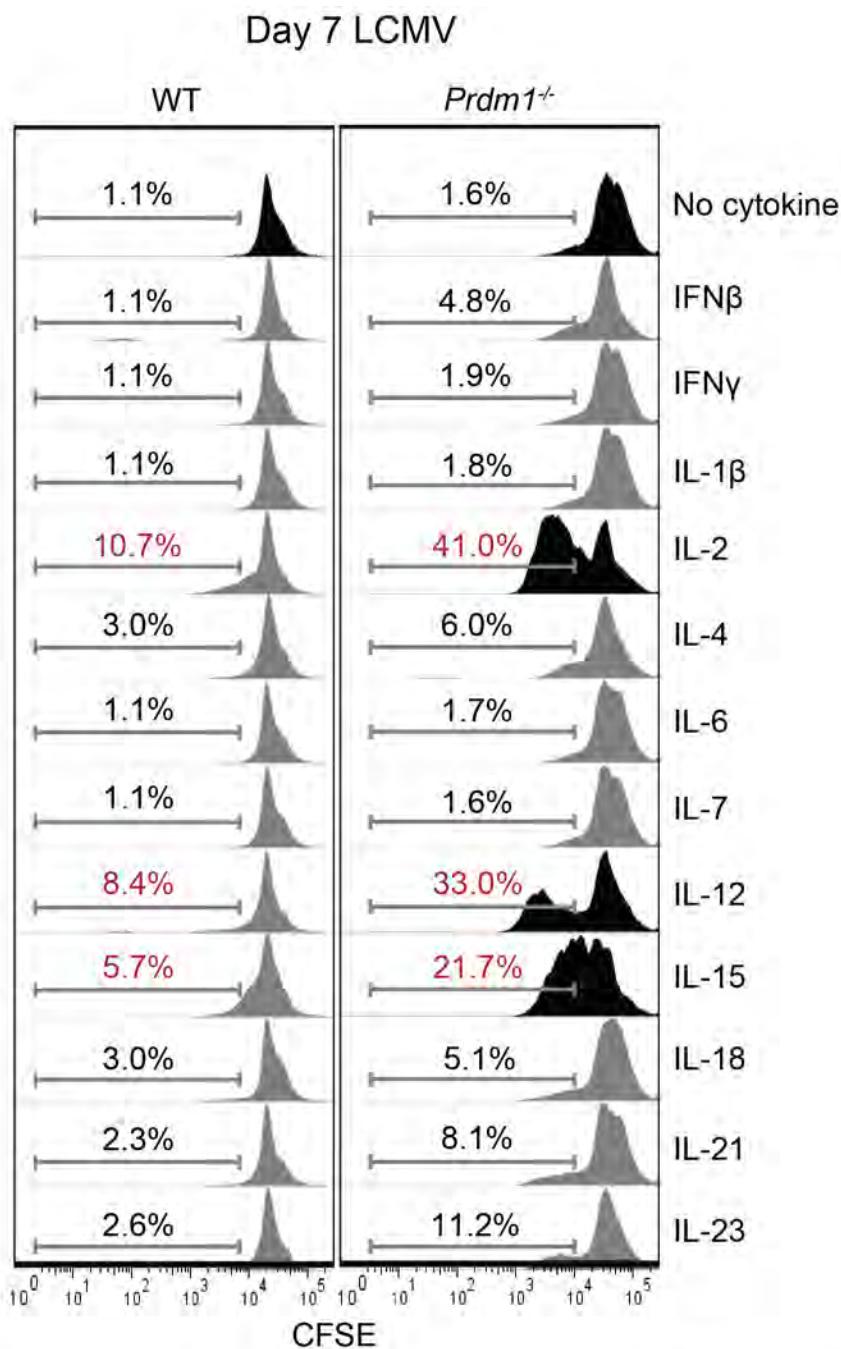 Day 7 LCMV
WT Prdm1-/-
1.1% 1.6% No cytokine
1.1% 4.8% IFNβ
1.1% 1.9% IFNγ
1.1% 1.8% IL-1β
10.7% 41.0% IL-2
3.0% 6.0% IL-4
1.1% 1.7% IL-6
1.1% 1.6% IL-7
8.4% 33.0% IL-12
5.7% 21.7% IL-15
3.0% 5.1% IL-18
2.3% 8.1% IL-21
2.6% 11.2% IL-23
10^0 10^1 10^2 10^3 10^4 10^5 10^0 10^1 10^2 10^3 10^4 10^5
CFSE